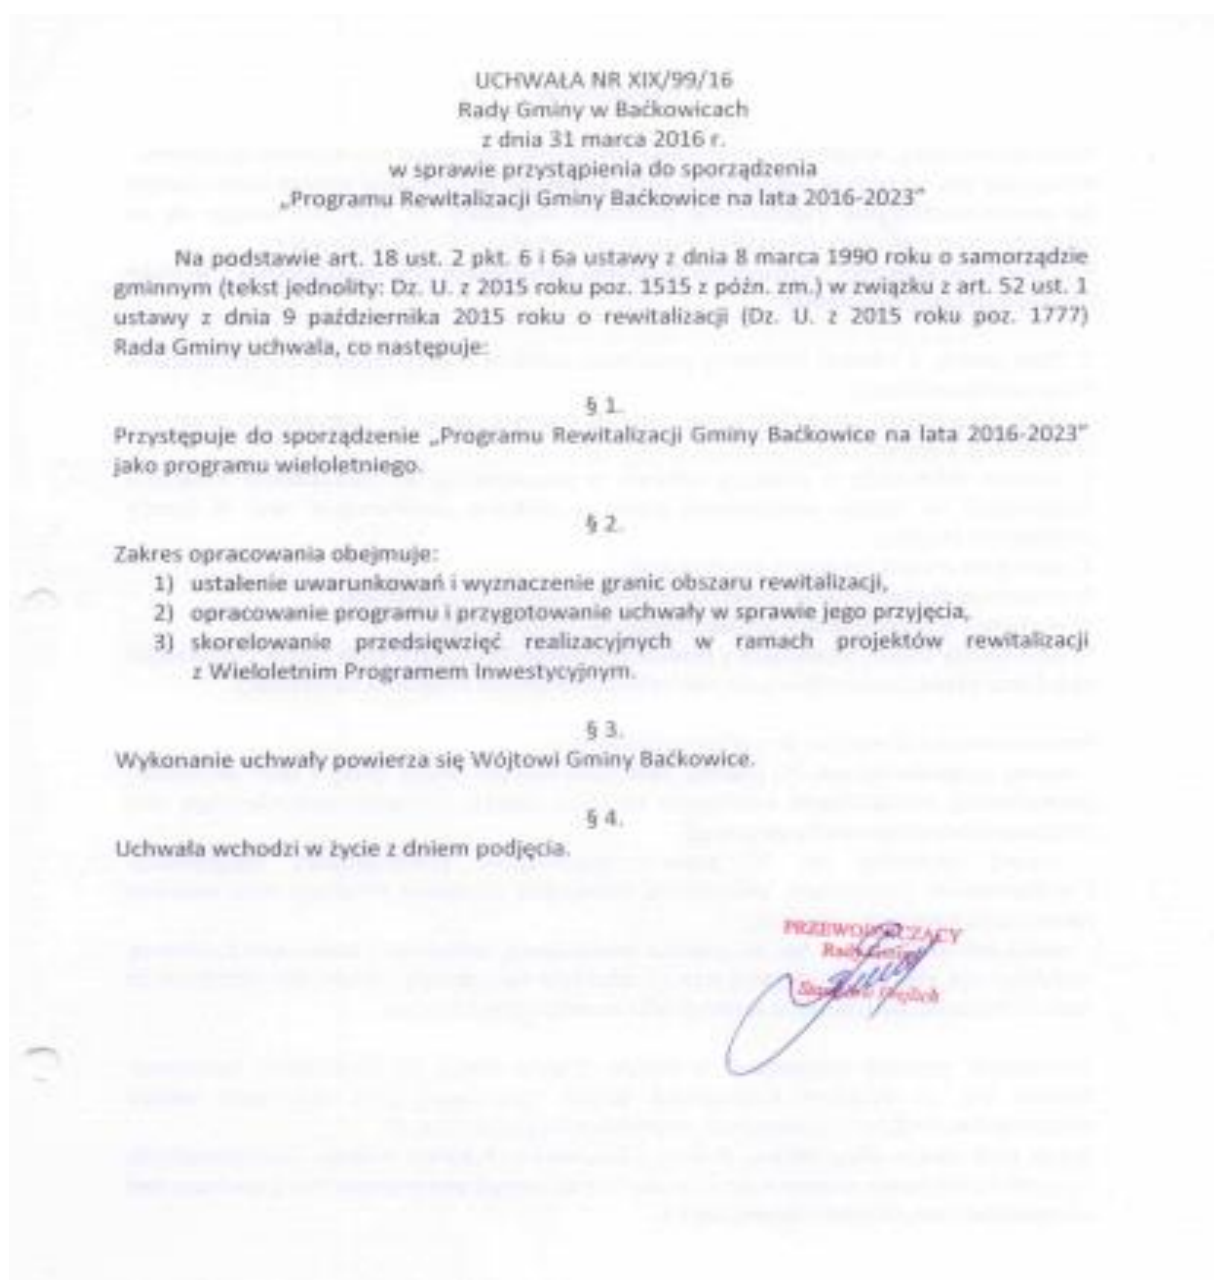 UCHWAŁA NR XIX/99/16
Rady Gminy w Baćkowicach
z dnia 31 marca 2016 r.
w sprawie przystąpienia do sporządzenia
„Programu Rewitalizacji Gminy Baćkowice na lata 2016-2023"
Na podstawie art. 18 ust. 2 pkt. 6 i 6a ustawy z dnia 8 marca 1990 roku o samorządzie
gminnym (tekst jednolity: Dz. U. z 2015 roku poz. 1515 z późn. zm.) w związku z art. 52 ust. 1
ustawy z dnia 9 października 2015 roku o rewitalizacji (Dz. U. z 2015 roku poz. 1777)
Rada Gminy uchwala, co następuje:
§ 1.
Przystępuje do sporządzenie „Programu Rewitalizacji Gminy Baćkowice na lata 2016-2023"
jako programu wieloletniego.
§ 2.
Zakres opracowania obejmuje:
1) ustalenie uwarunkowań i wyznaczenie granic obszaru rewitalizacji,
2) opracowanie programu i przygotowanie uchwały w sprawie jego przyjęcia,
3) skorelowanie przedsięwzięć realizacyjnych w ramach projektów rewitalizacji
z Wieloletnim Programem Inwestycyjnym.
§ 3.
Wykonanie uchwały powierza się Wójtowi Gminy Baćkowice.
§ 4.
Uchwała wchodzi w życie z dniem podjęcia.
PRZEWODNICZĄCY
Rady Gminy